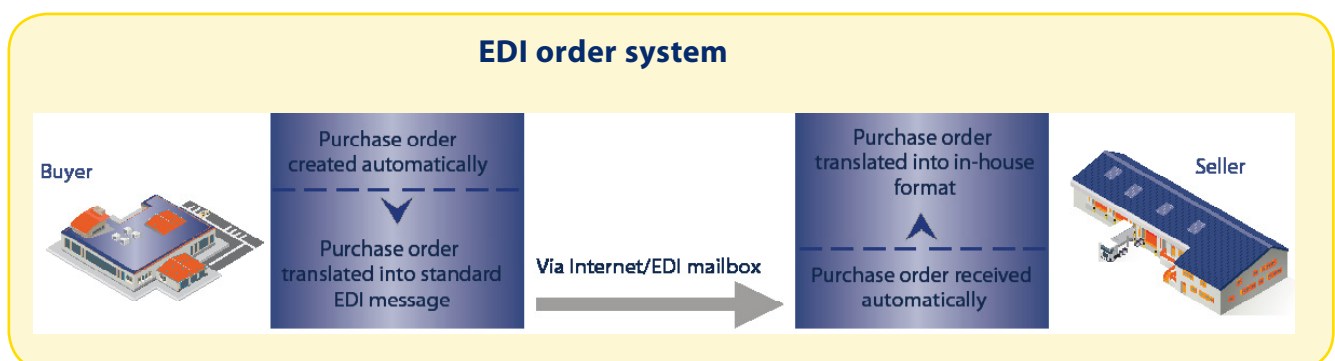 EDI order system
Buyer
Purchase order
created automatically
Purchase order
translated into standard
EDI message
Via Internet/EDI mailbox
Purchase order
translated into in-house
format
Purchase order received
automatically
Seller